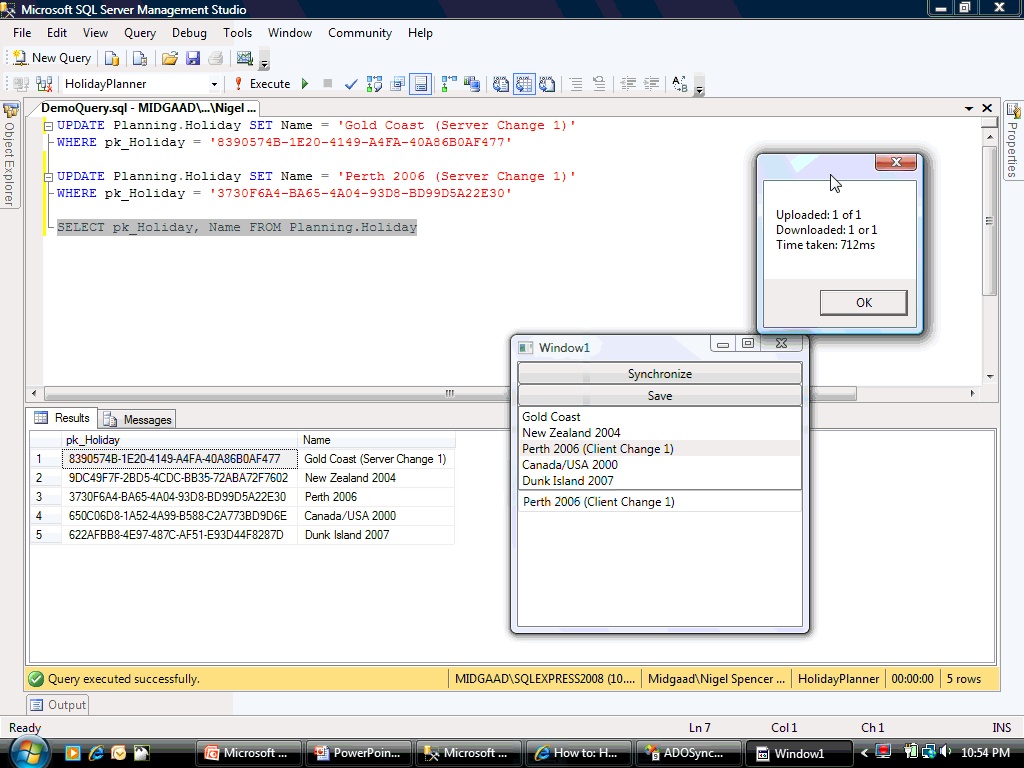 Microsoft SQL Server Management Studio
File Edit View Query Debug Tools Window Community Help
New Query
HolidayPlanner Execute
DemoQuery.sql - MIDGAAD\...\Nigel ...
Object Explorer
Properties
UPDATE Planning.Holiday SET Name = 'Gold Coast (Server Change 1)'
WHERE pk_Holiday = '8390574B-1E20-4149-A4FA-40A86B0AF477'
UPDATE Planning.Holiday SET Name = 'Perth 2006 (Server Change 1)'
WHERE pk_Holiday = '3730F6A4-BA65-4A04-93D8-BD99D5A22E30'
SELECT pk_Holiday, Name FROM Planning.Holiday
Uploaded: 1 of 1
Downloaded: 1 or 1
Time taken: 712ms
OK
Window1
Synchronize
Save
Gold Coast
New Zealand 2004
Perth 2006 (Client Change 1)
Canada/USA 2000
Dunk Island 2007
Perth 2006 (Client Change 1)
Results Messages
pk_Holiday Name
1 8390574B-1E20-4149-A4FA-40A86B0AF477 Gold Coast (Server Change 1)
2 9DC49F7F-2BD5-4CDC-BB35-72ABA72F7602 New Zealand 2004
3 3730F6A4-BA65-4A04-93D8-BD99D5A22E30 Perth 2006
4 650C06D8-1A52-4A99-B588-C2A773BD9D6E Canada/USA 2000
5 622AFBB8-4E97-487C-AF51-E93D44F8287D Dunk Island 2007
Query executed successfully. MIDGAAD\SQLEXPRESS2008 (10.... Midgaad\Nigel Spencer ... HolidayPlanner 00:00:00 5 rows
Output
Ready Ln 7 Col 1 Ch 1 INS
Microsoft ... PowerPoin... Microsoft ... How to: H... ADOSync... Window1 10:54 PM